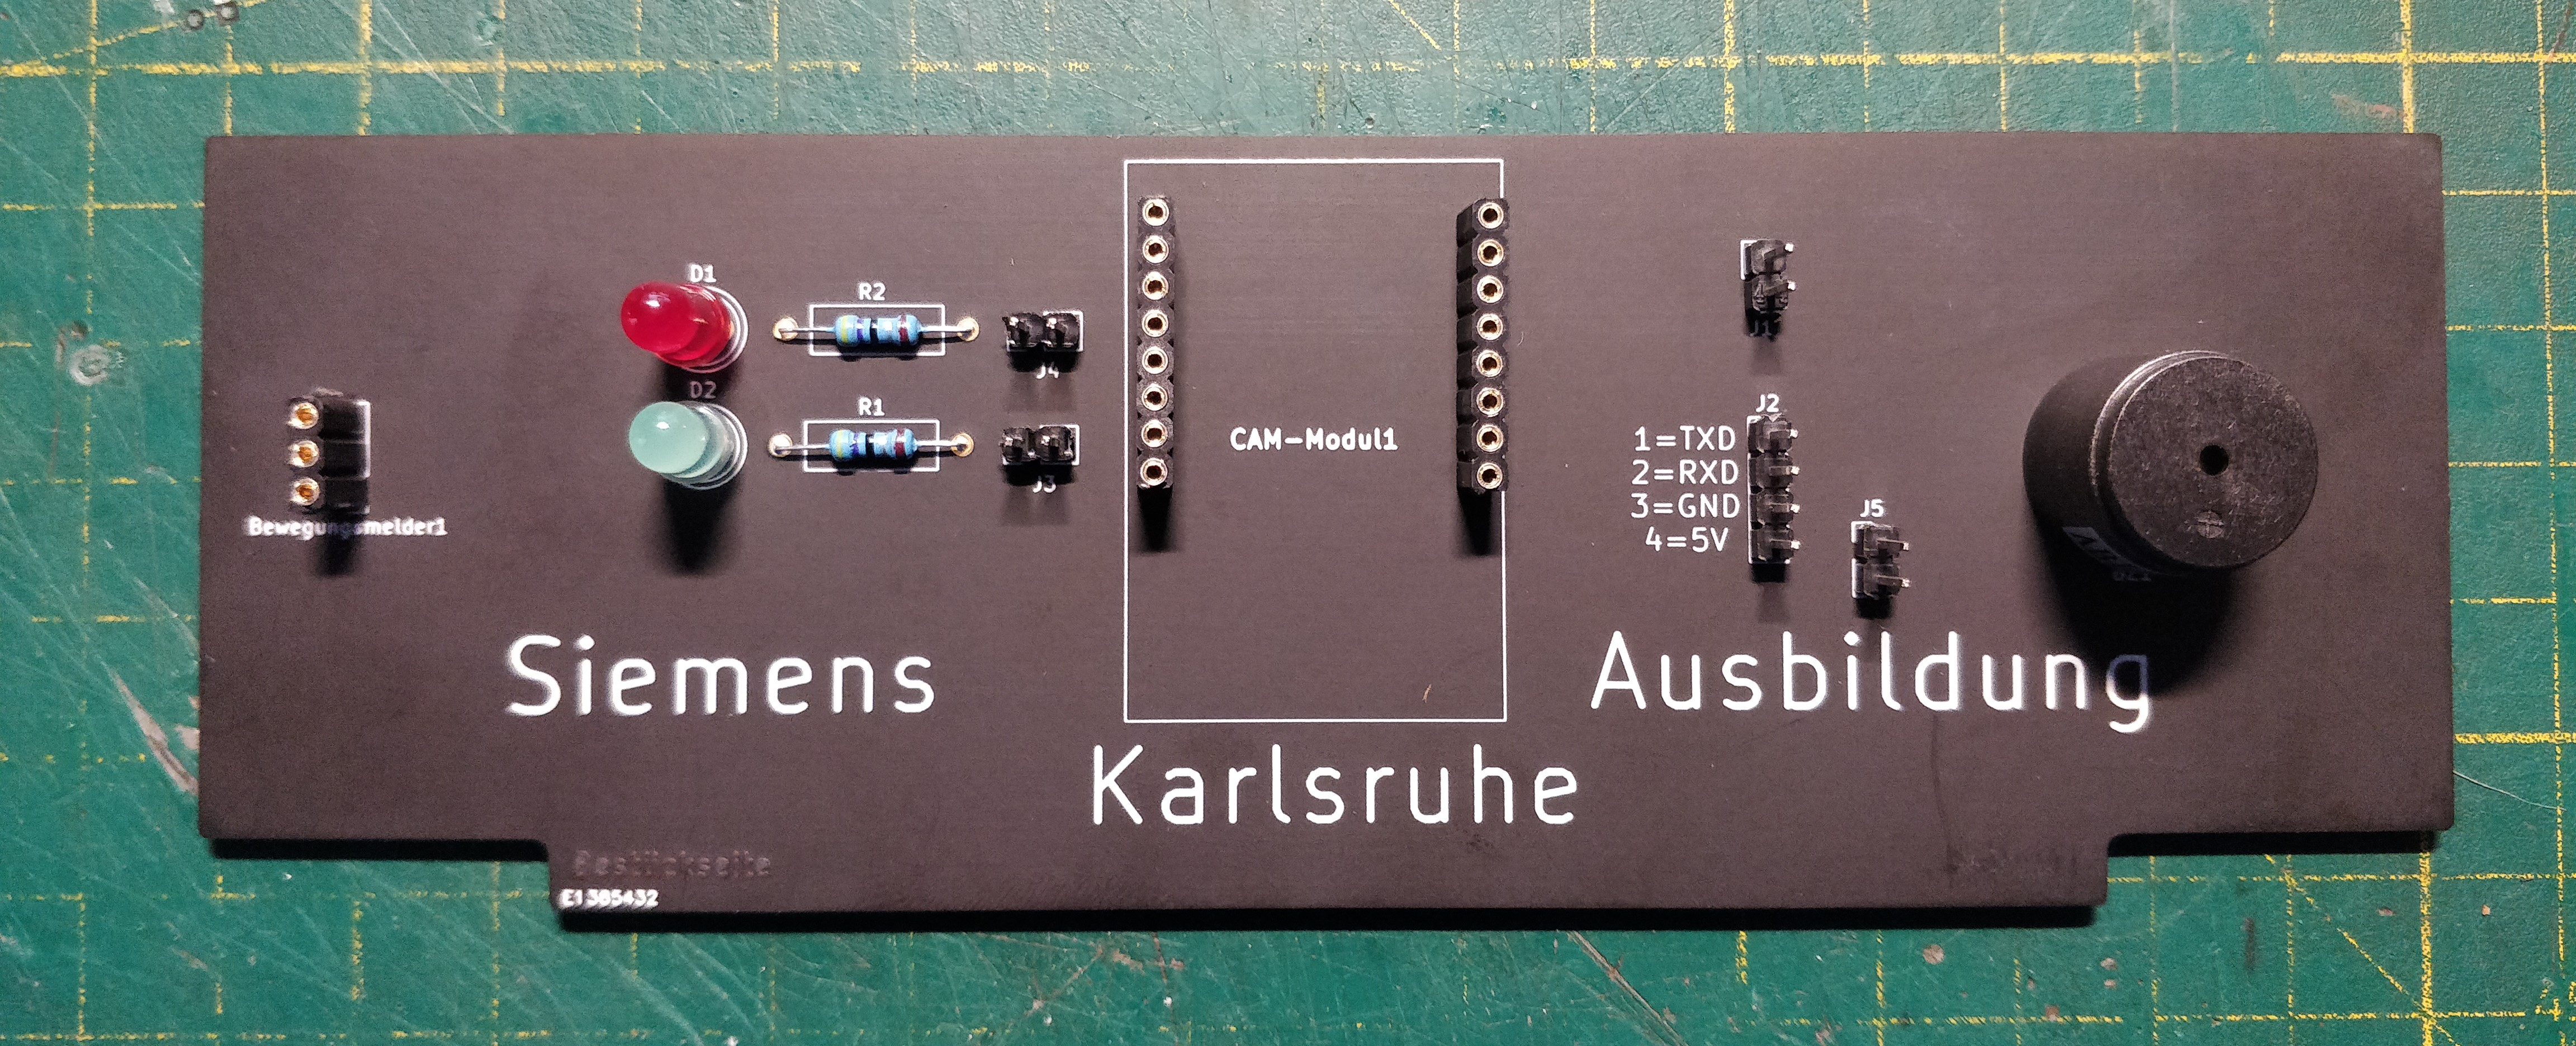 D1
R2
J4
D2
R1
J3
Bewegungsmelder1
CAM-Modul1
J1
J2
1=TXD
2=RXD
3=GND
4=5V
J5
Siemens
Ausbildung
Karlsruhe
Bestückseite
E1385432